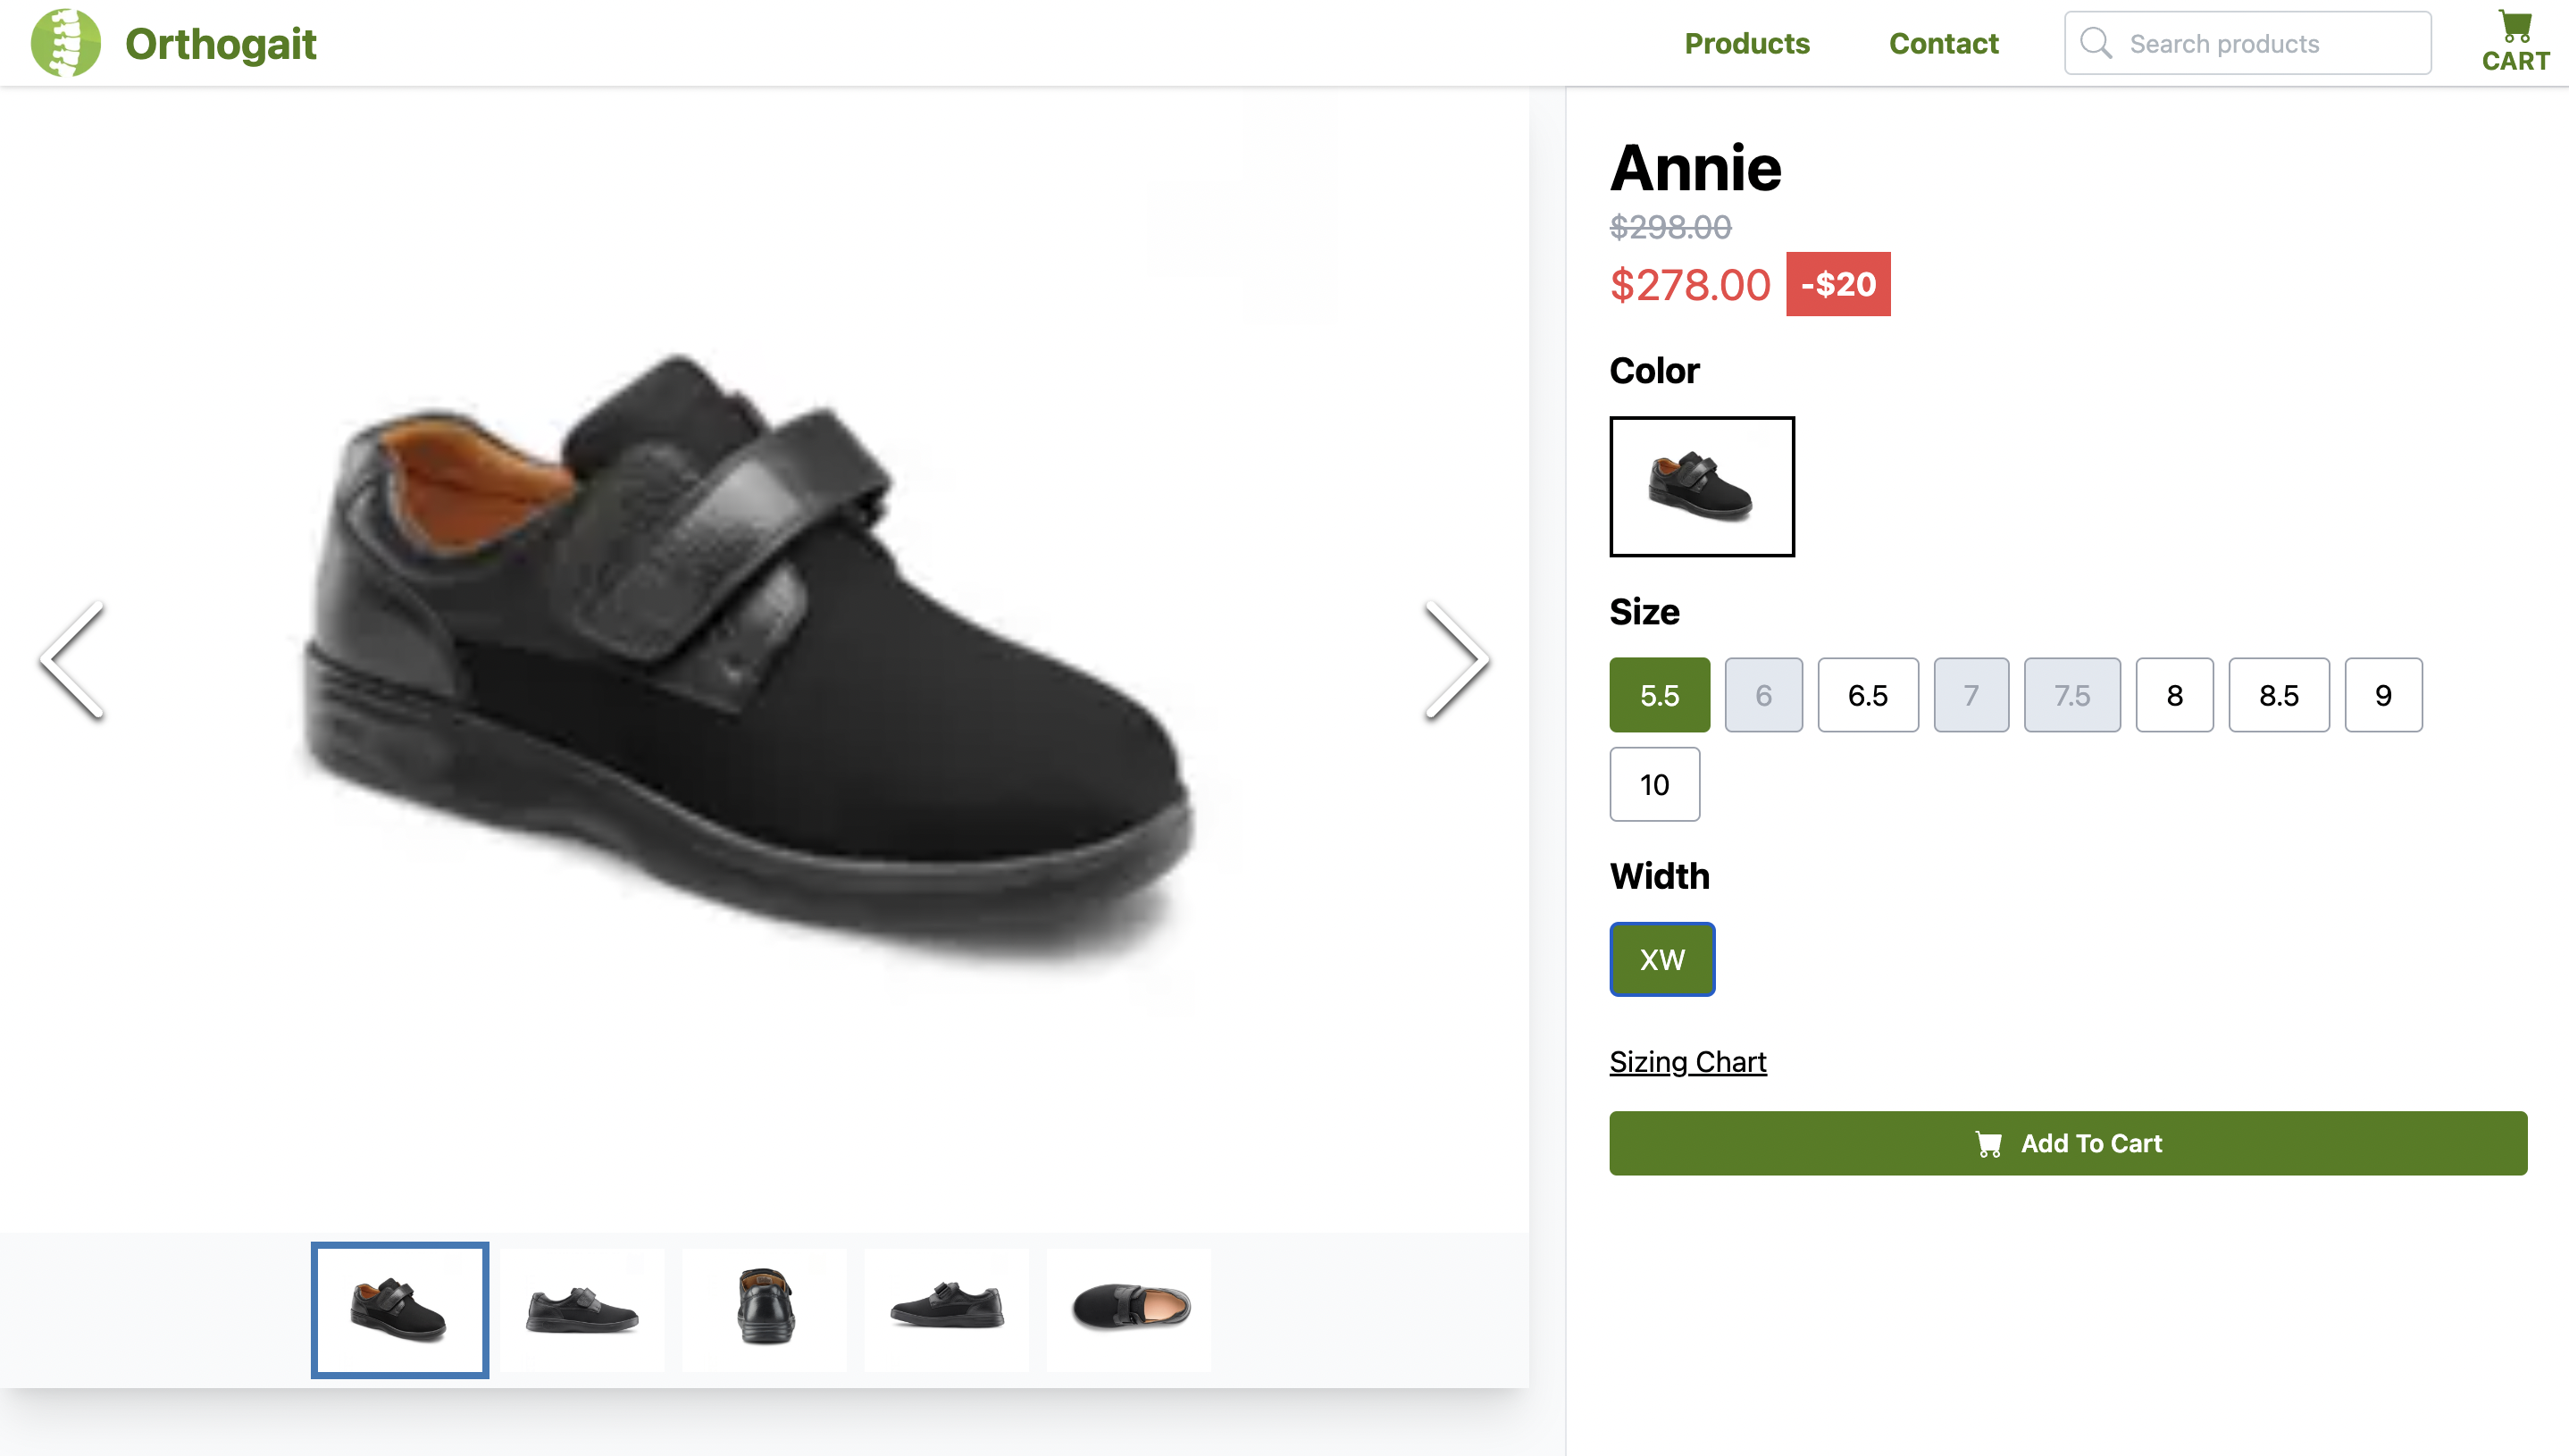 Orthogait
Products
Contact
Search products
CART
Annie
$298.00
$278.00 -$20
Color
Size
5.5 6 6.5 7 7.5 8 8.5 9
10
Width
XW
Sizing Chart
Add To Cart